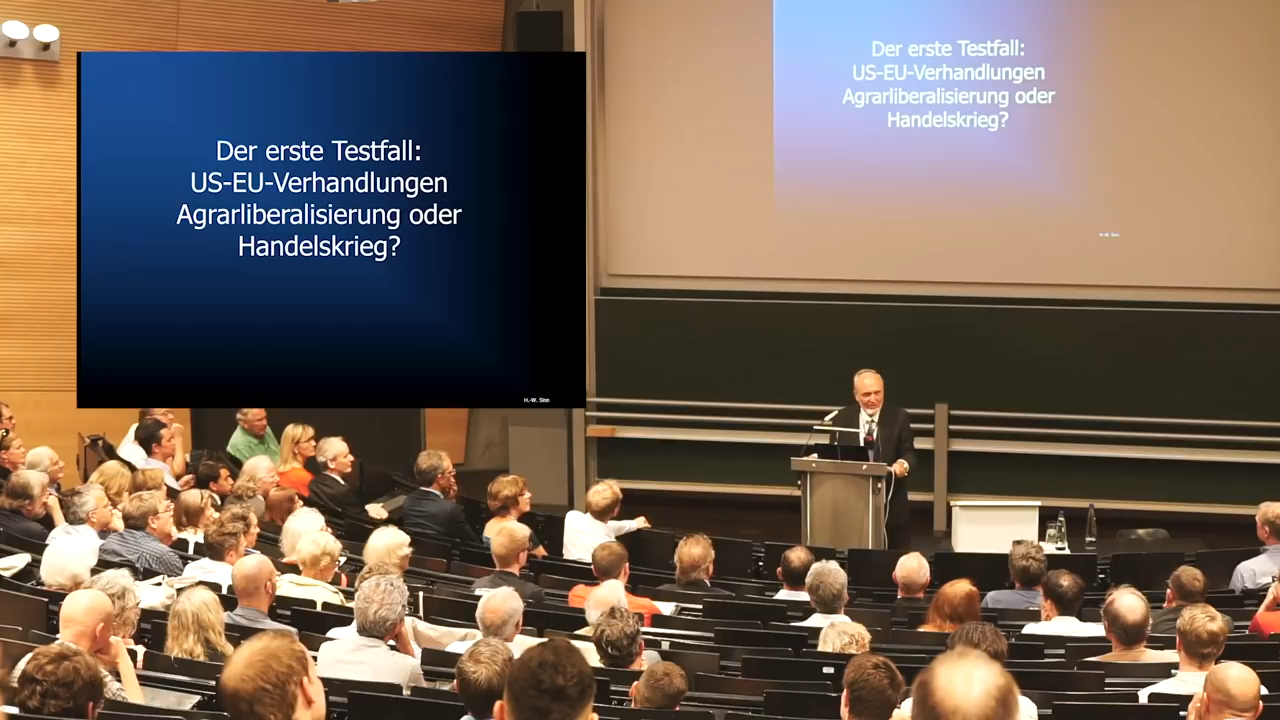 Der erste Testfall:
US-EU-Verhandlungen
Agrarliberalisierung oder
Handelskrieg?
H.-W. Sinn
Der erste Testfall:
US-EU-Verhandlungen
Agrarliberalisierung oder
Handelskrieg?
H.-W. Sinn